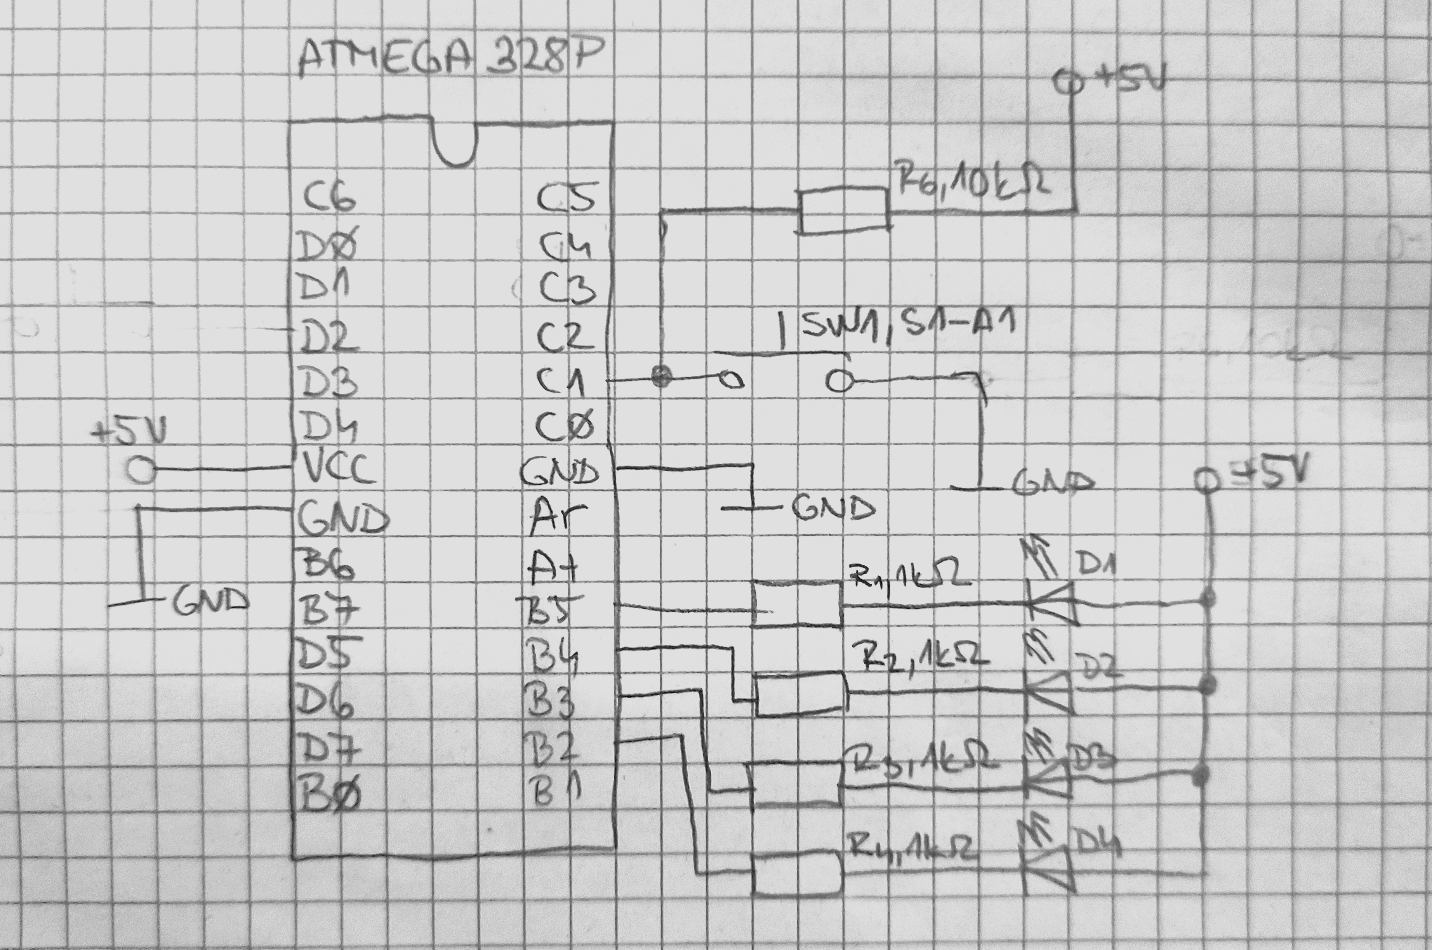 ATMEGA 328P
+5V
R6, 10kΩ
C6 C5
DØ C4
D1 C3
D2 C2
SW1, S1-A1
D3 C1
D4 CØ
+5V
VCC GND
GND
+5V
GND Ar
GND
B6 A+
R1, 1kΩ D1
GND
B7 B5
D5 B4
R2, 1kΩ D2
D6 B3
D7 B2
R3, 1kΩ D3
BØ B1
R4, 1kΩ D4